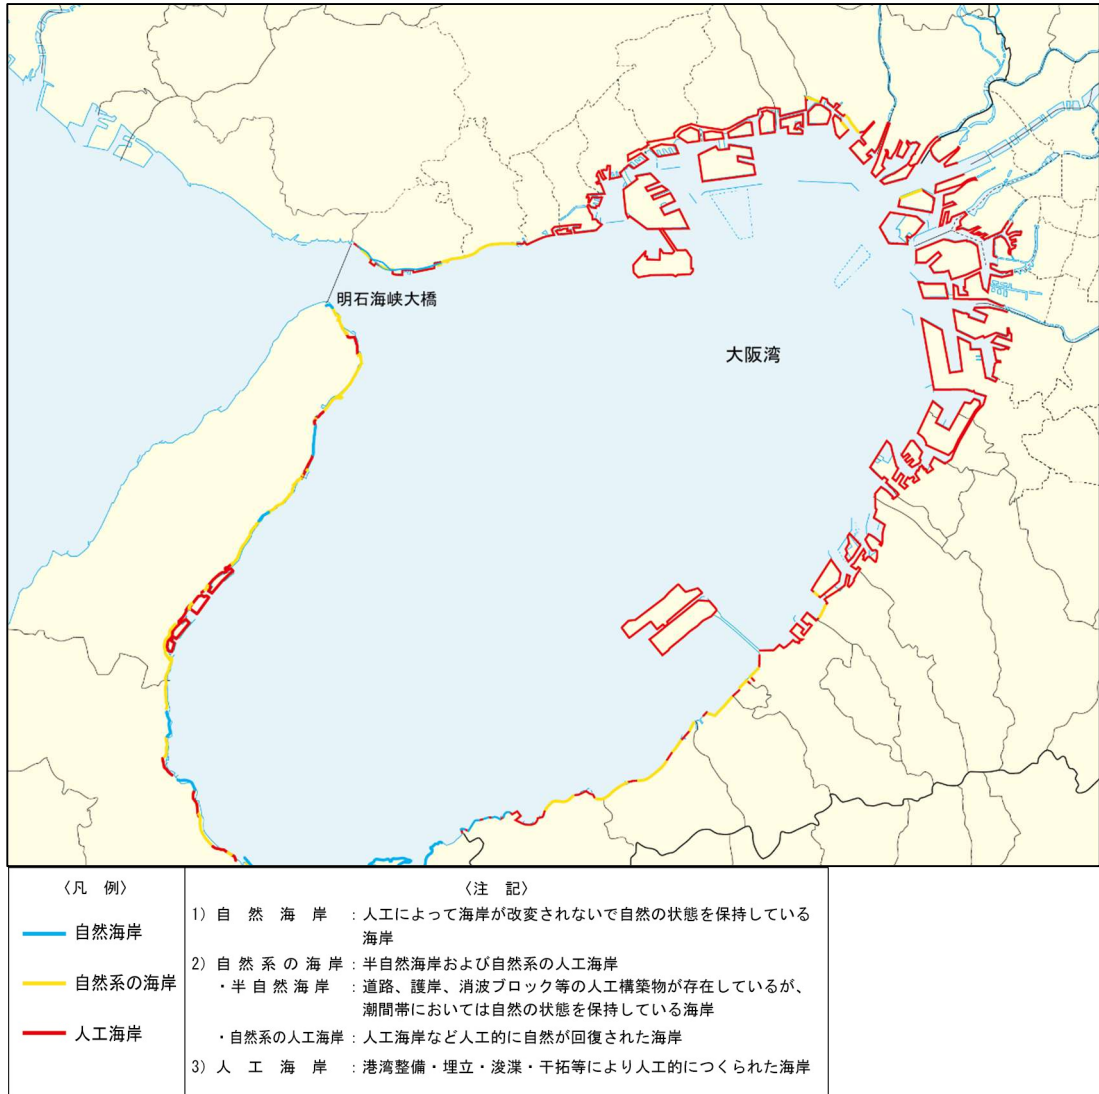 明石海峡大橋
大阪湾
〈凡 例〉
自然海岸
自然系の海岸
人工海岸
〈注 記〉
1) 自 然 海 岸 : 人工によって海岸が改変されないで自然の状態を保持している
海岸
2) 自 然 系 の 海 岸 : 半自然海岸および自然系の人工海岸
・半 自 然 海 岸 : 道路、護岸、消波ブロック等の人工構築物が存在しているが、
潮間帯においては自然の状態を保持している海岸
・自然系の人工海岸 : 人工海岸など人工的に自然が回復された海岸
3) 人 工 海 岸 : 港湾整備・埋立・浚渫・干拓等により人工的につくられた海岸